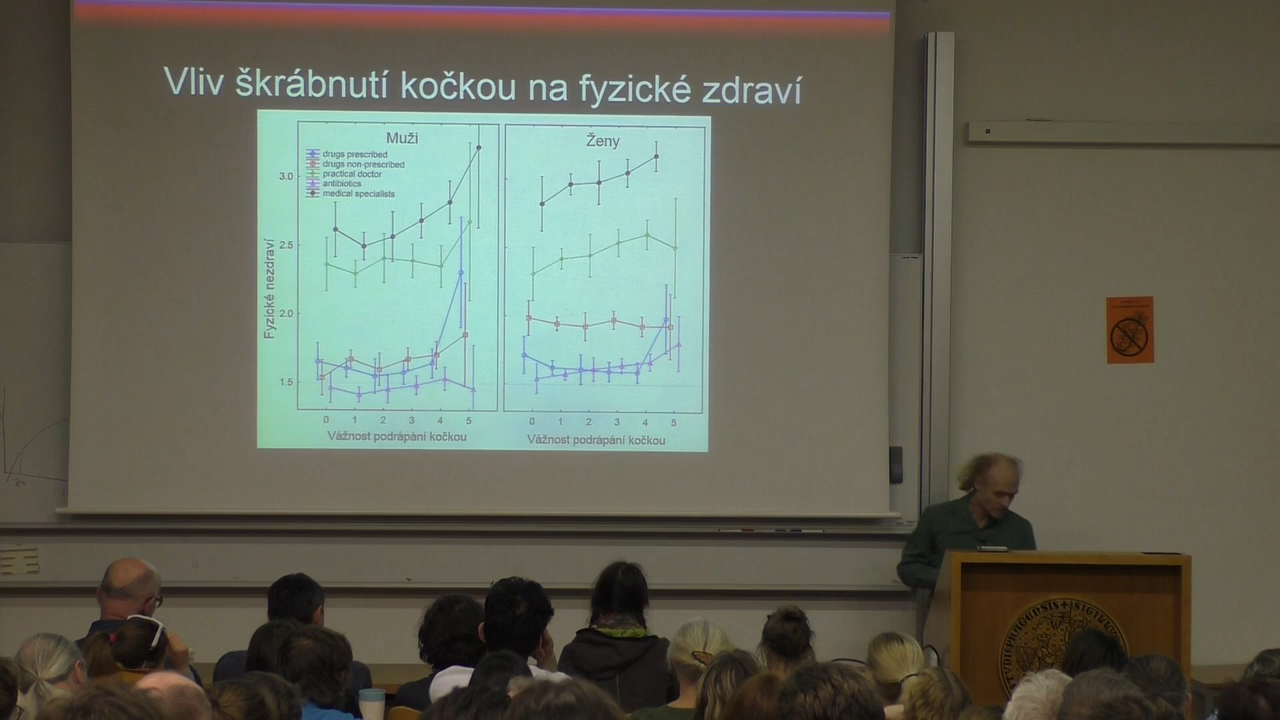 Vliv škrábnutí kočkou na fyzické zdraví
Muži
Ženy
drugs prescribed
drugs non-prescribed
practical doctor
antibiotics
medical specialists
Fyzické nezdraví
3.0
2.5
2.0
1.5
0 1 2 3 4 5
0 1 2 3 4 5
Vážnost podrápání kočkou
Vážnost podrápání kočkou